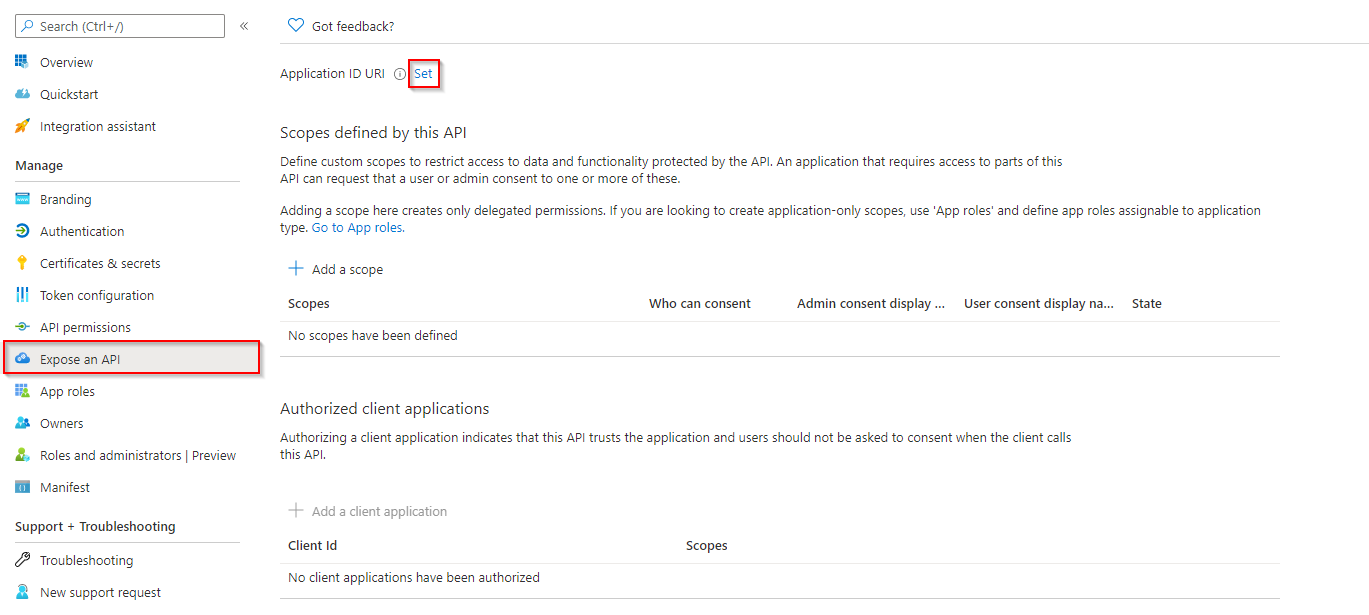 Search (Ctrl+/)
«
Overview
Quickstart
Integration assistant
Manage
Branding
Authentication
Certificates & secrets
Token configuration
API permissions
Expose an API
App roles
Owners
Roles and administrators | Preview
Manifest
Support + Troubleshooting
Troubleshooting
New support request
Got feedback?
Application ID URI Set
Scopes defined by this API
Define custom scopes to restrict access to data and functionality protected by the API. An application that requires access to parts of this
API can request that a user or admin consent to one or more of these.
Adding a scope here creates only delegated permissions. If you are looking to create application-only scopes, use 'App roles' and define app roles assignable to application
type. Go to App roles.
Add a scope
Scopes Who can consent Admin consent display ... User consent display na... State
No scopes have been defined
Authorized client applications
Authorizing a client application indicates that this API trusts the application and users should not be asked to consent when the client calls
this API.
Add a client application
Client Id Scopes
No client applications have been authorized